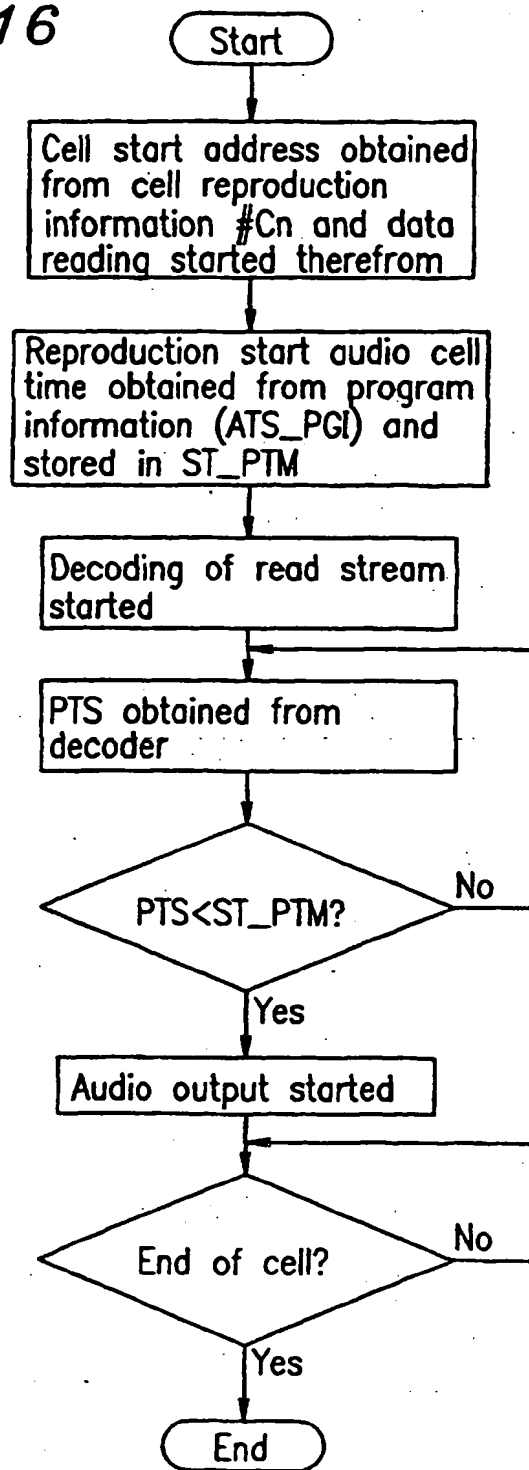 16
Start
Cell start address obtained
from cell reproduction
information #Cn and data
reading started therefrom
Reproduction start audio cell
time obtained from program
information (ATS_PGI) and
stored in ST_PTM
Decoding of read stream
started
PTS obtained from
decoder
PTS<ST_PTM?
No
Yes
Audio output started
End of cell?
No
Yes
End